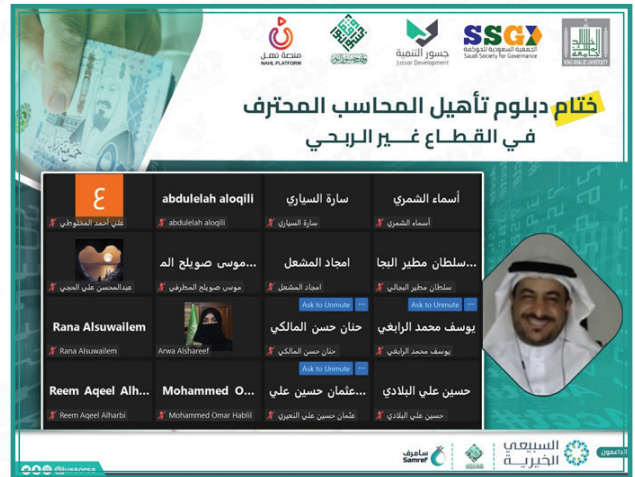 منصة نهل
NAHL PLATFORM
جسور التنمية
Jussor Development
SSG
الجمعية السعودية للحوكمة
Saudi Society for Governance
KING KHALID UNIVERSITY
ختام دبلوم تأهيل المحاسب المحترف
في القطاع غير الربحي
ع
abdulelah aloqili
سارة السياري
أسماء الشمري
علي أحمد المخلوطي
abdulelah aloqili
سارة السياري
أسماء الشمري
موسى صويلح الم...
امجاد المشعل
سلطان مطير البجا...
عبدالمحسن علي الحجي
موسى صويلح المطرفي
امجاد المشعل
سلطان مطير البجالي
Ask to Unmute
Ask to Unmute
Rana Alsuwailem
حنان حسن المالكي
يوسف محمد الرابغي
Rana Alsuwailem
Arwa Alshareef
حنان حسن المالكي
يوسف محمد الرابغي
Ask to Unmute
Reem Aqeel Alh...
Mohammed O...
عثمان حسين علي...
حسين علي البلادي
Reem Aqeel Alharbi
Mohammed Omar Hablil
عثمان حسين علي النعيري
حسين علي البلادي
الداعمون
السبيعي
الخيرية
سامرف
Samref
@jussorsa